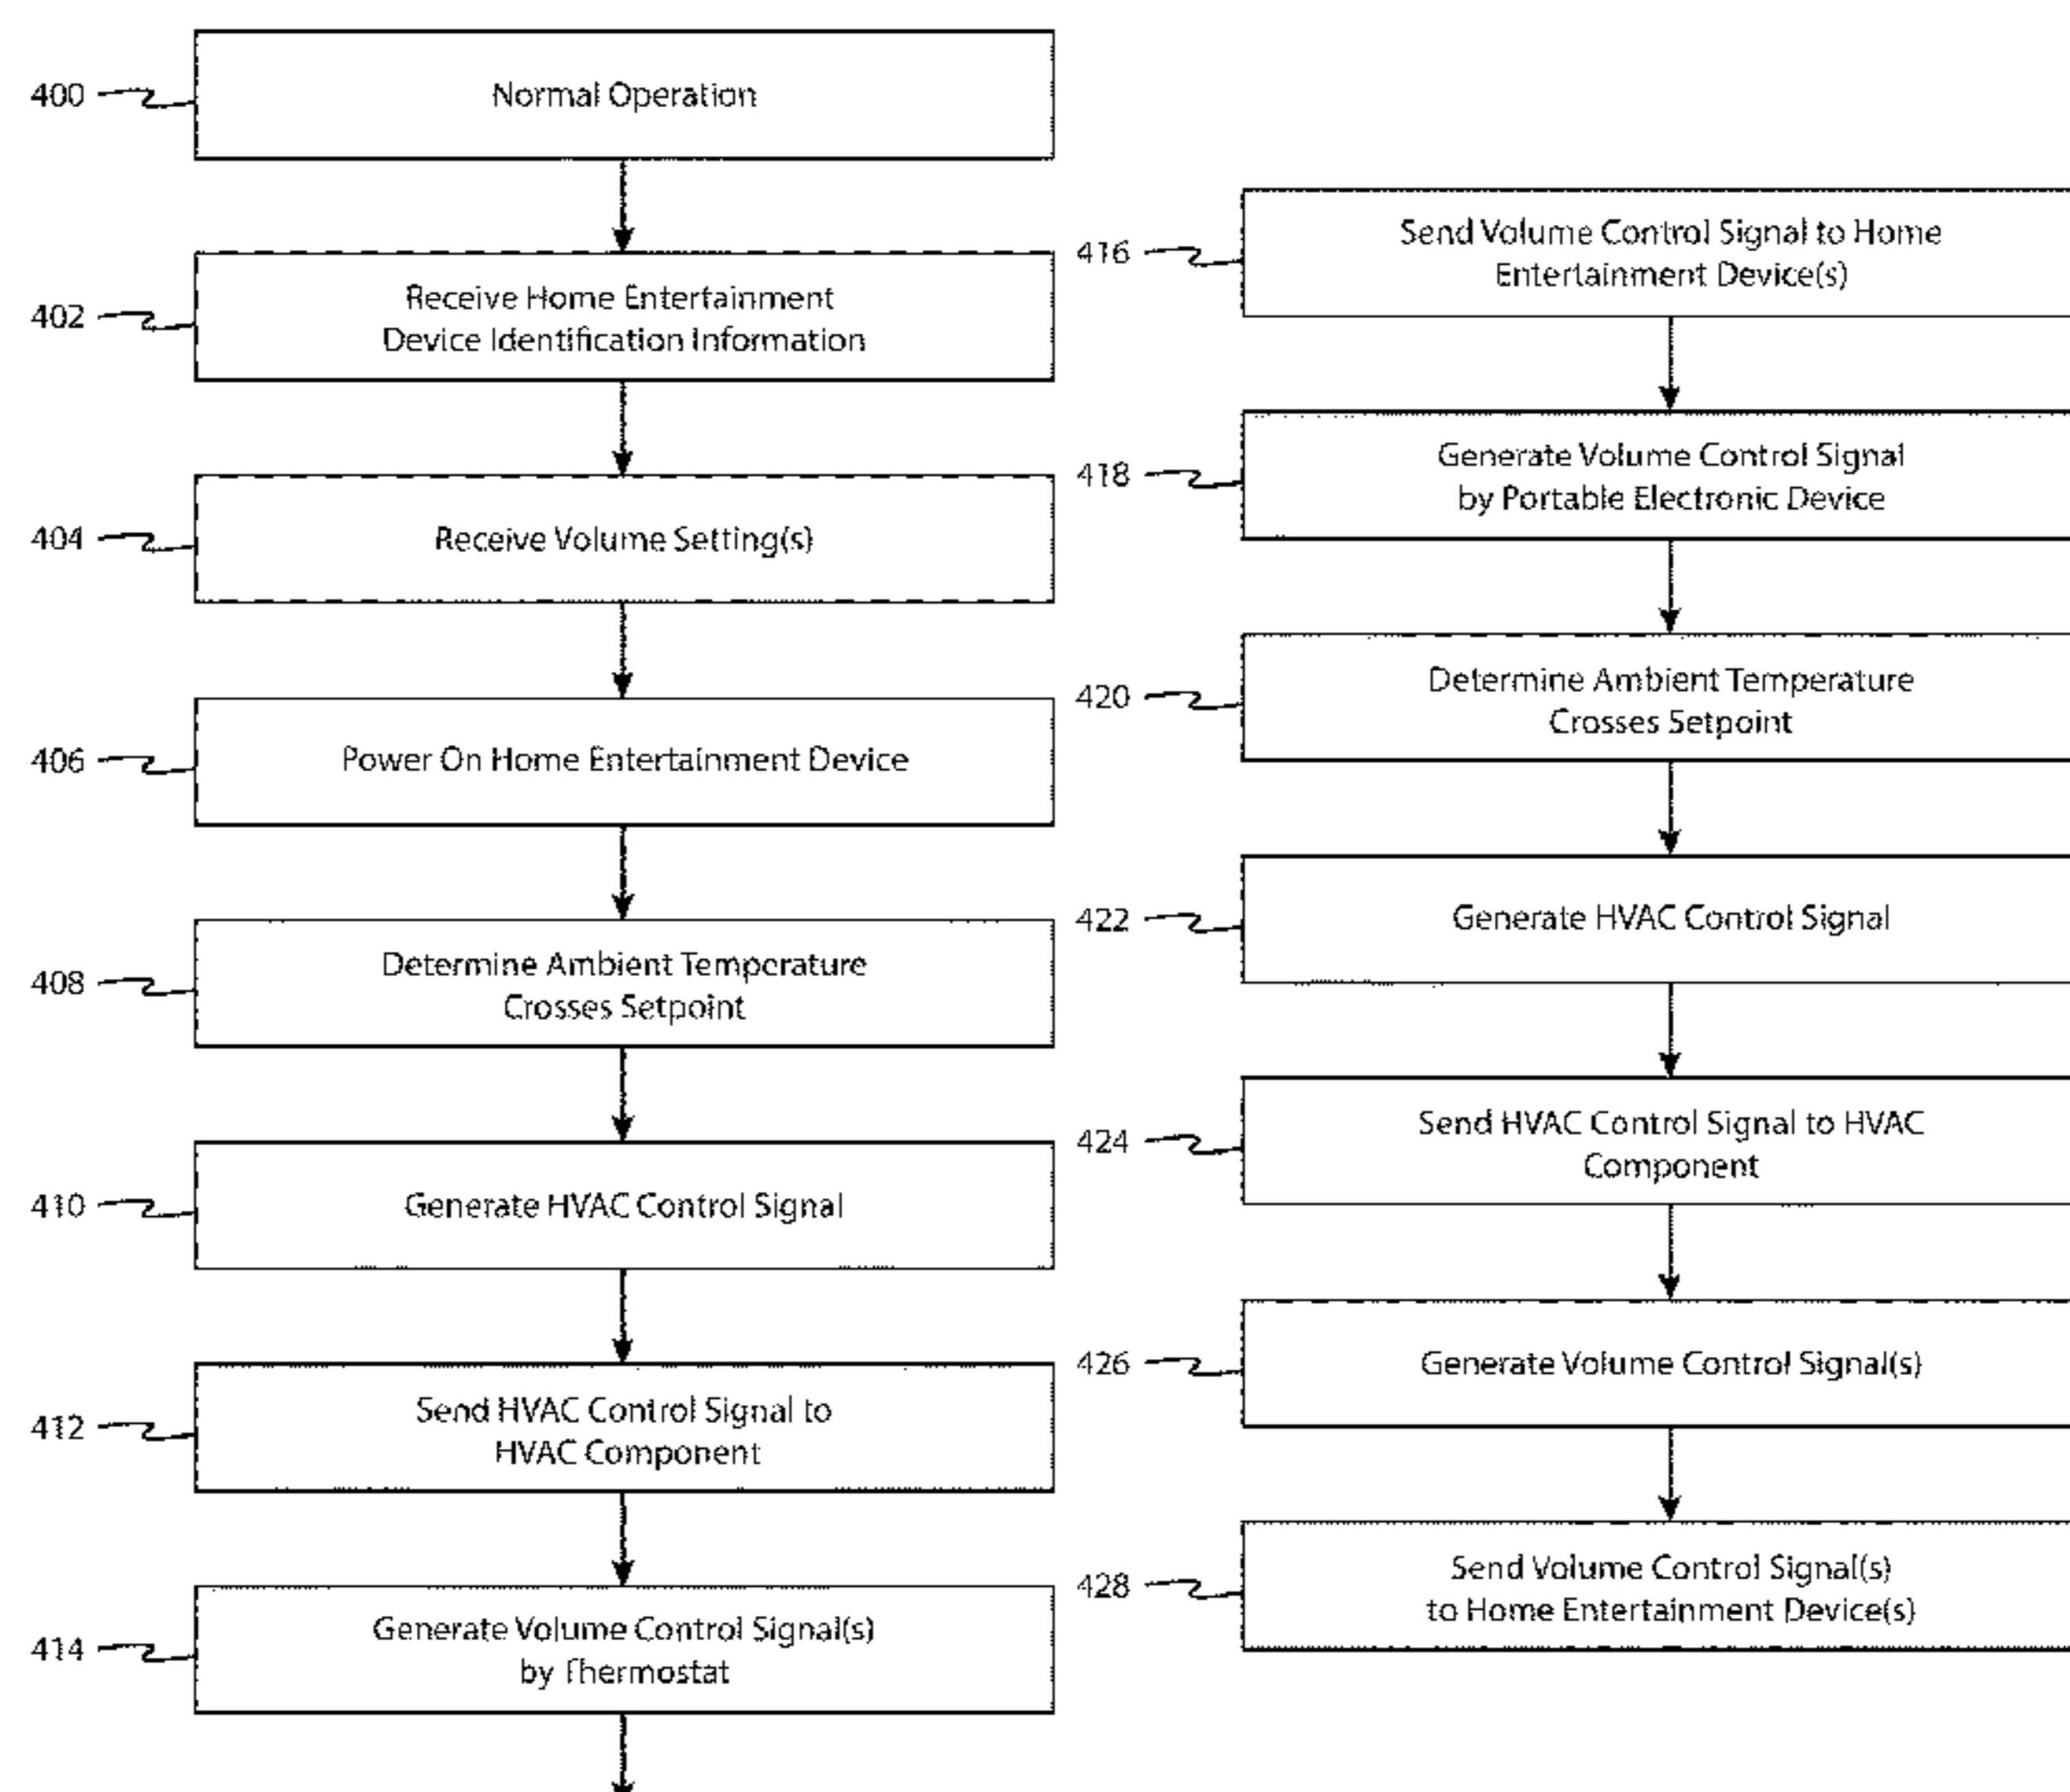 400
Normal Operation
402
Receive Home Entertainment
Device Identification Information
404
Receive Volume Setting(s)
406
Power On Home Entertainment Device
408
Determine Ambient Temperature
Crosses Setpoint
410
Generate HVAC Control Signal
412
Send HVAC Control Signal to
HVAC Component
414
Generate Volume Control Signal(s)
by Thermostat
416
Send Volume Control Signal to Home
Entertainment Device(s)
418
Generate Volume Control Signal
by Portable Electronic Device
420
Determine Ambient Temperature
Crosses Setpoint
422
Generate HVAC Control Signal
424
Send HVAC Control Signal to HVAC
Component
426
Generate Volume Control Signal(s)
428
Send Volume Control Signal(s)
to Home Entertainment Device(s)